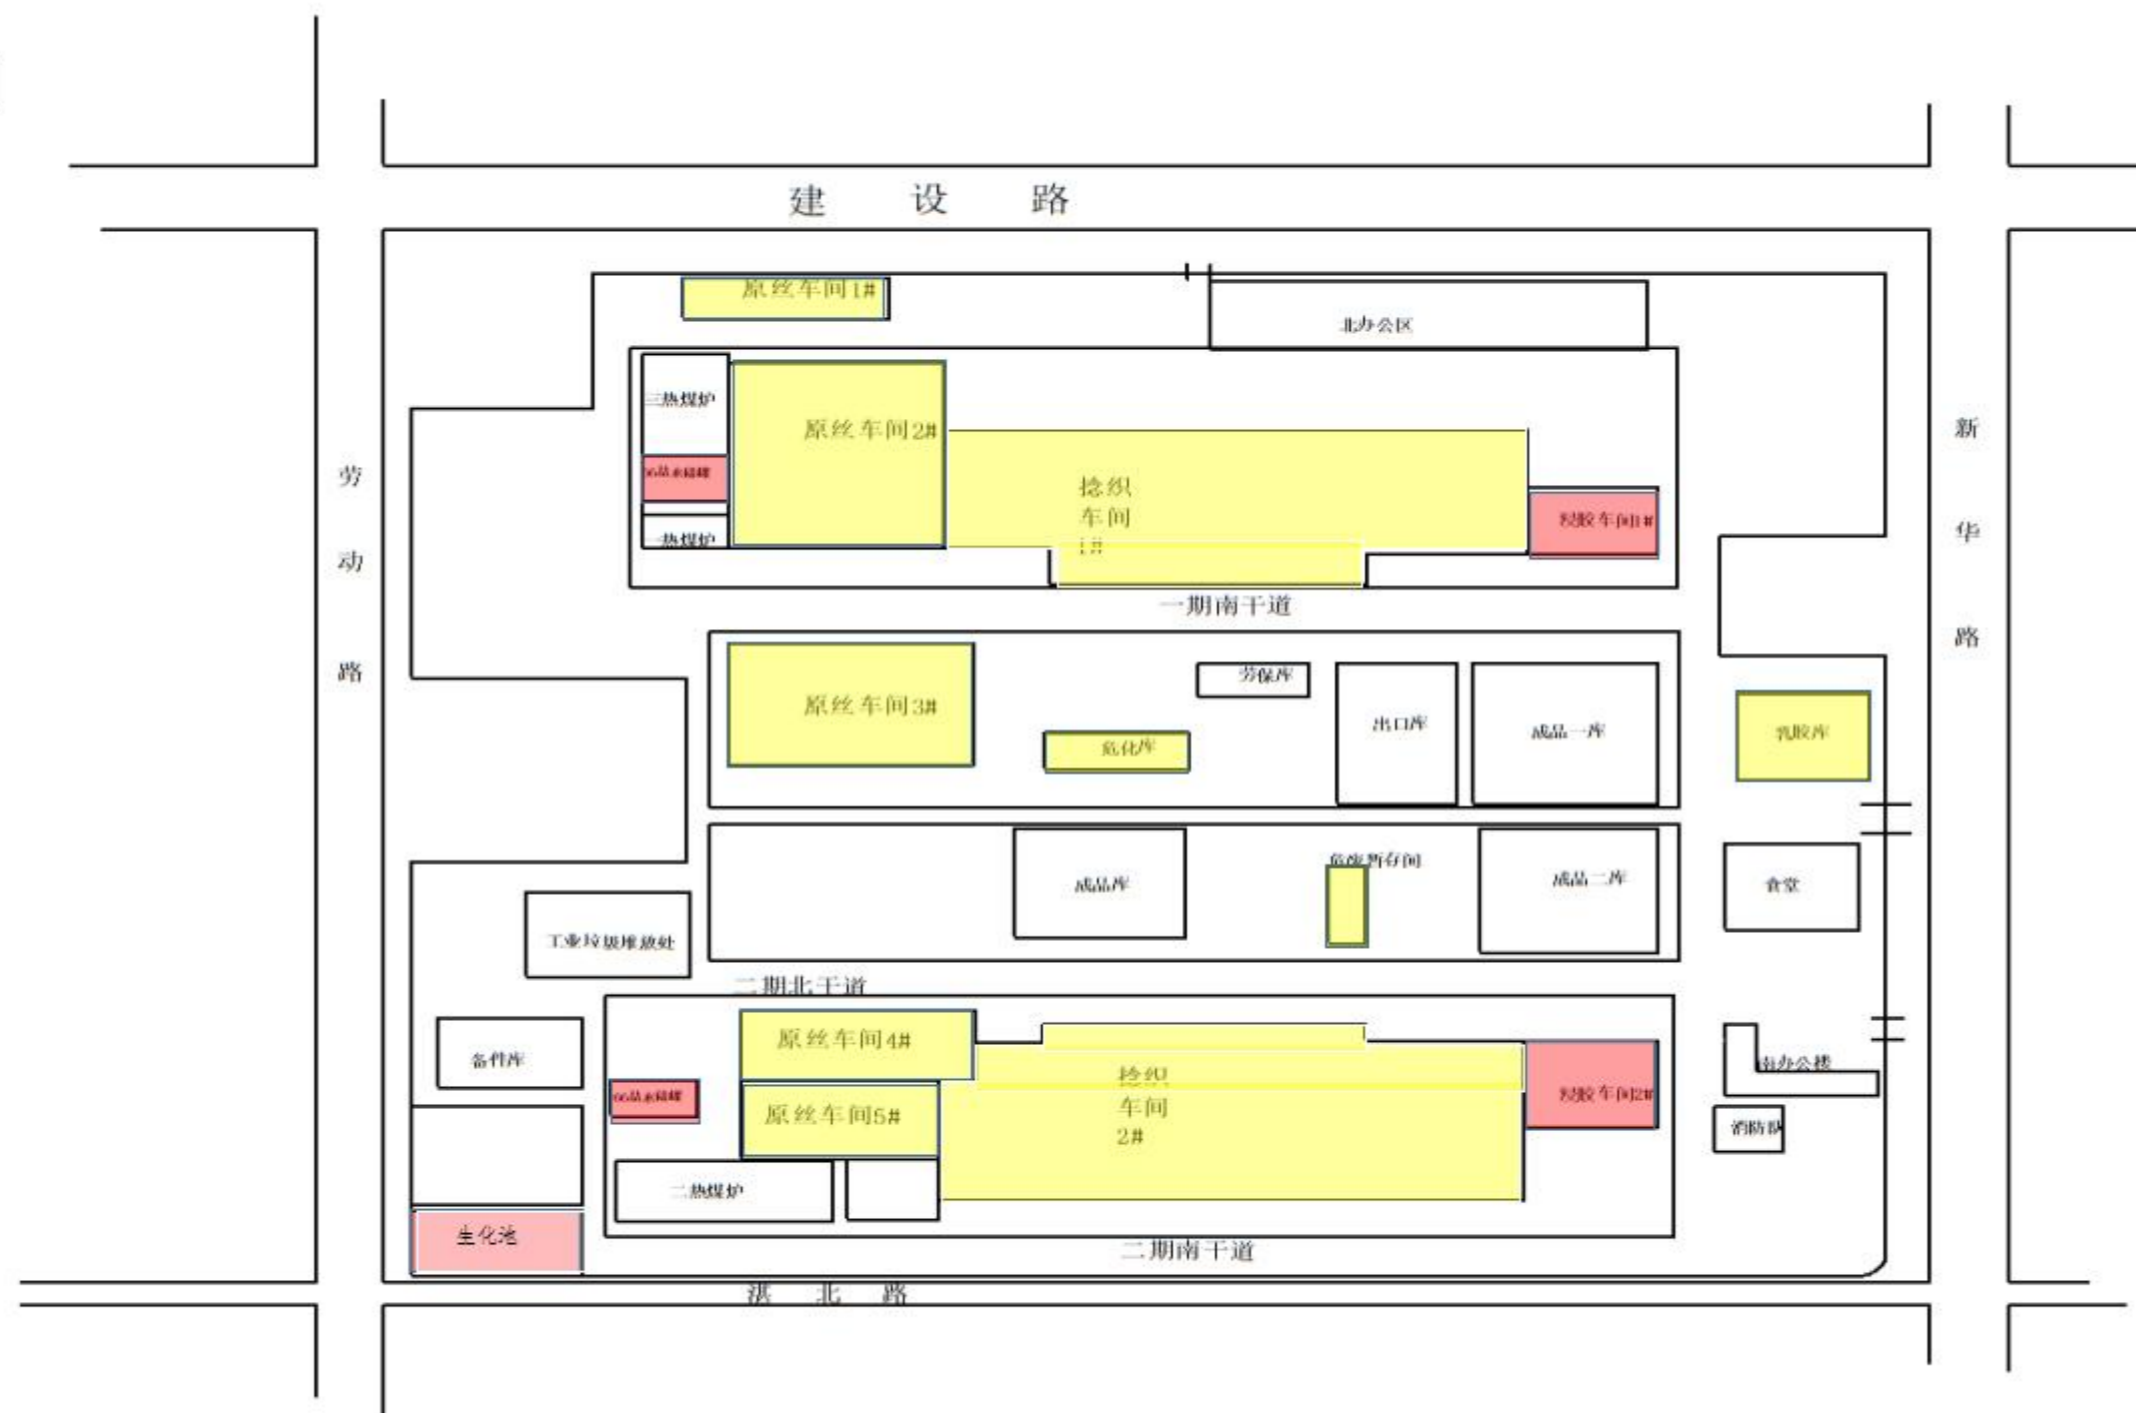 建 设 路
原丝车间1#
北办公区
三热煤炉
原丝车间2#
捻织
车间
1#
浸胶车间1#
一热煤炉
一期南干道
劳
动
路
新
华
路
原丝车间3#
劳保库
危化库
出口库
成品一库
乳胶库
成品库
危废暂存间
成品二库
食堂
工业垃圾堆放处
二期北干道
备件库
原丝车间4#
捻织
车间
2#
原丝车间5#
浸胶车间2#
南办公楼
消防队
二热煤炉
生化池
二期南干道
湛 北 路